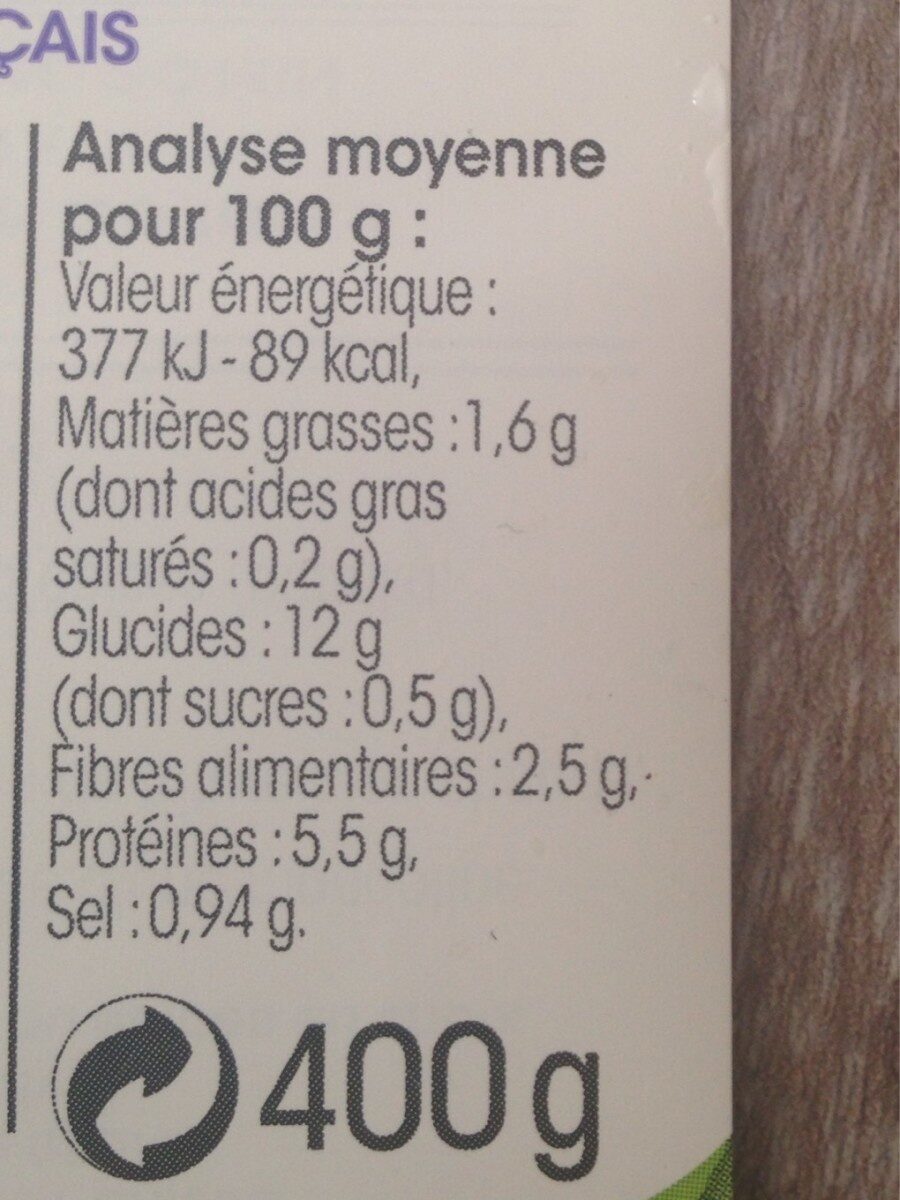 ÇAIS
Analyse moyenne
pour 100 g :
Valeur énergétique :
377 kJ - 89 kcal,
Matières grasses :1,6 g
(dont acides gras
saturés :0,2 g),
Glucides : 12 g
(dont sucres :0,5 g),
Fibres alimentaires :2,5 g,
Protéines : 5,5 g,
Sel :0,94 g.
400 g